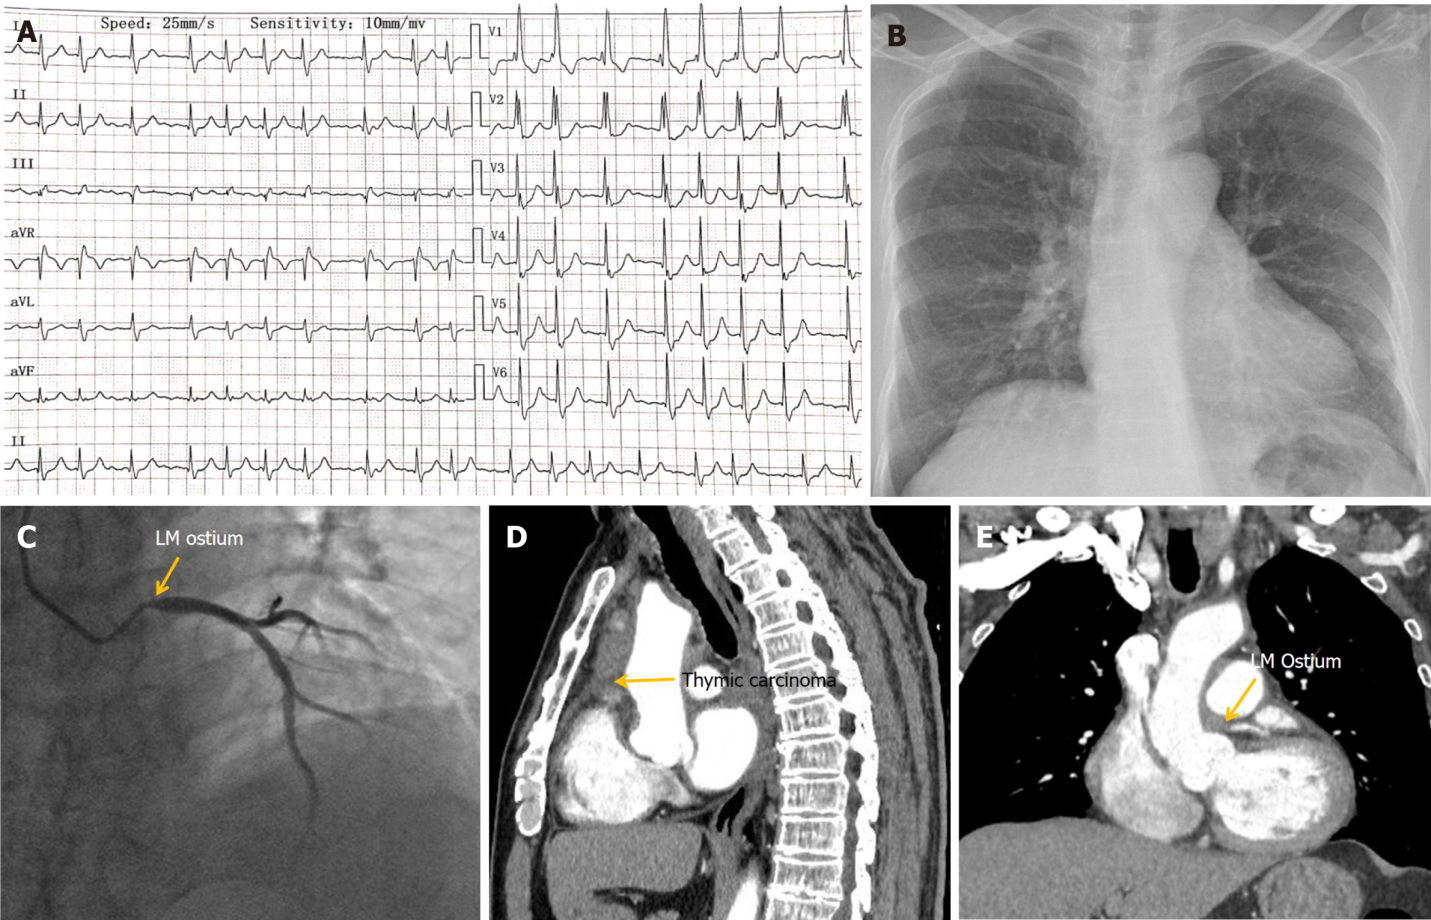 A
Speed: 25mm/s Sensitivity: 10mm/mv
I
II
III
aVR
aVL
aVF
II
V1
V2
V3
V4
V5
V6
B
C
LM ostium
D
Thymic carcinoma
E
LM Ostium